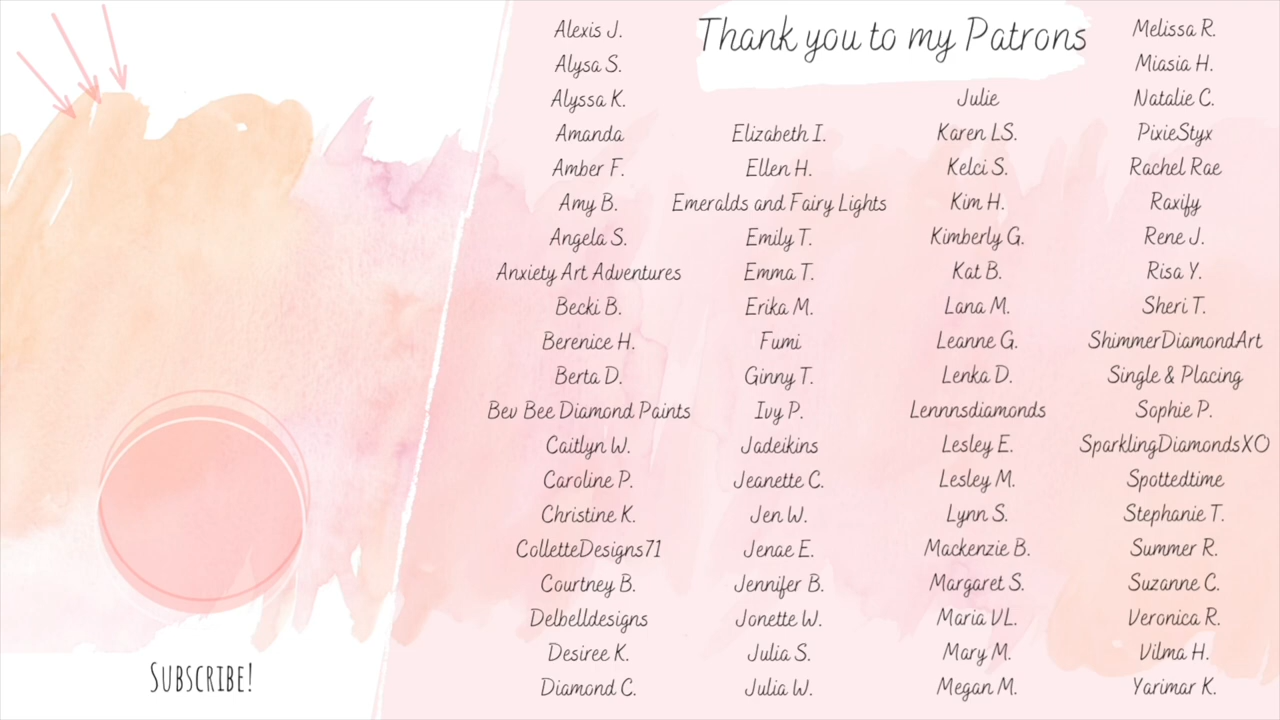 Thank you to my Patrons
Alexis J.
Alysa S.
Alyssa K.
Amanda
Amber F.
Amy B.
Angela S.
Anxiety Art Adventures
Becki B.
Berenice H.
Berta D.
Bev Bee Diamond Paints
Caitlyn W.
Caroline P.
Christine K.
ColletteDesigns71
Courtney B.
Delbelldesigns
Desiree K.
Diamond C.
Elizabeth I.
Ellen H.
Emeralds and Fairy Lights
Emily T.
Emma T.
Erika M.
Fumi
Ginny T.
Ivy P.
Jadeikins
Jeanette C.
Jen W.
Jenae E.
Jennifer B.
Jonette W.
Julia S.
Julia W.
Julie
Karen LS.
Kelci S.
Kim H.
Kimberly G.
Kat B.
Lana M.
Leanne G.
Lenka D.
Lennnsdiamonds
Lesley E.
Lesley M.
Lynn S.
Mackenzie B.
Margaret S.
Maria VL.
Mary M.
Megan M.
Melissa R.
Miasia H.
Natalie C.
PixieStyx
Rachel Rae
Raxify
Rene J.
Risa Y.
Sheri T.
ShimmerDiamondArt
Single & Placing
Sophie P.
SparklingDiamondsXO
Spottedtime
Stephanie T.
Summer R.
Suzanne C.
Veronica R.
Vilma H.
Yarimar K.
Subscribe!